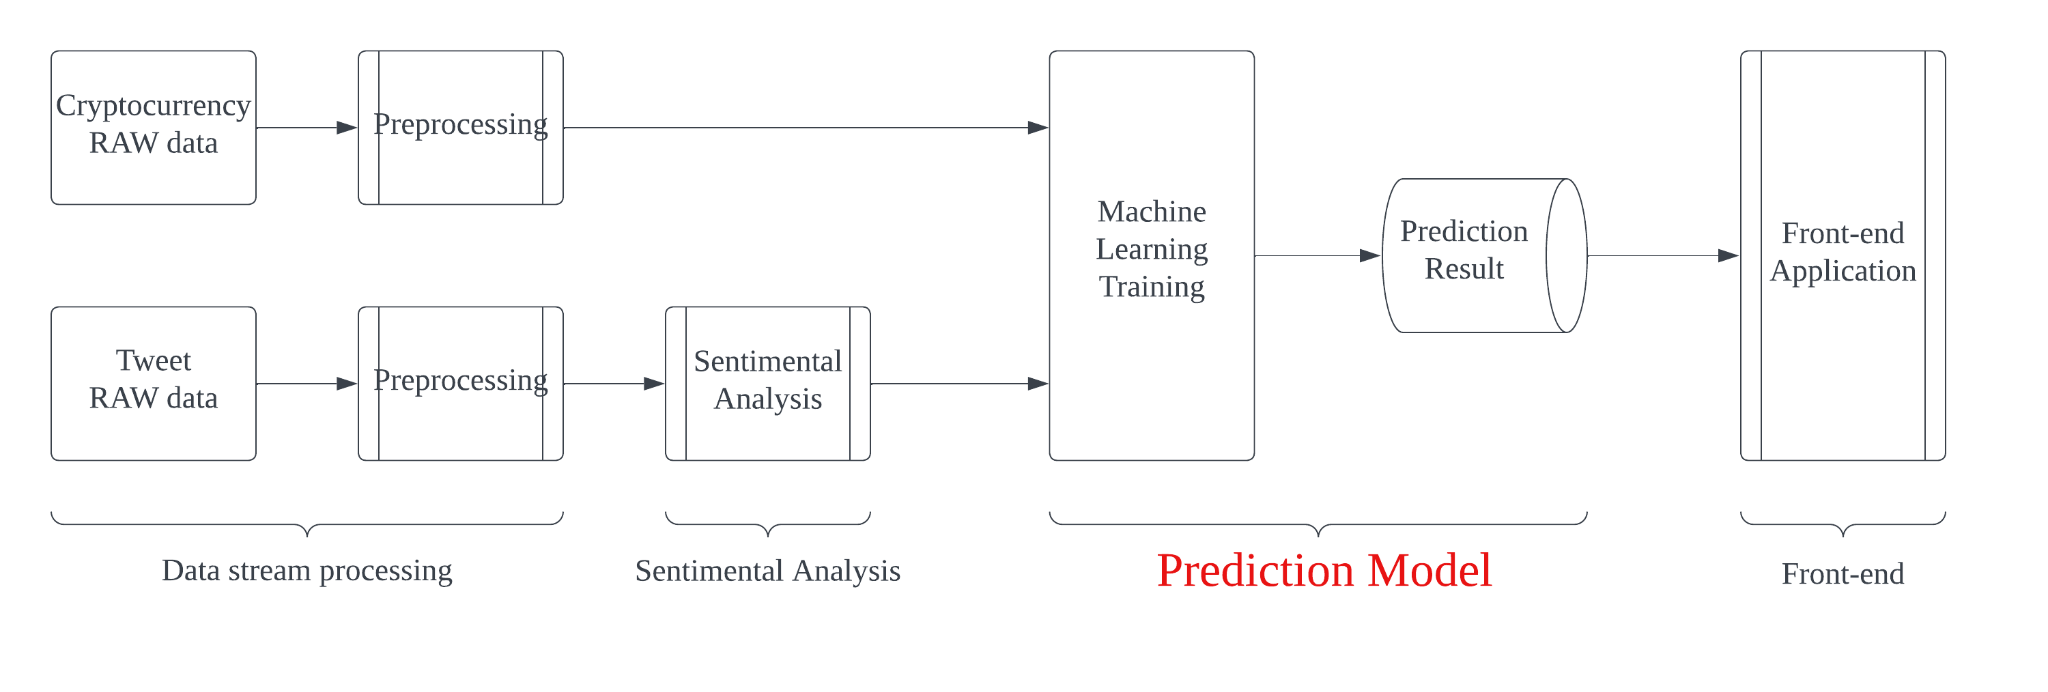 Cryptocurrency
RAW data
Preprocessing
Tweet
RAW data
Preprocessing
Sentimental
Analysis
Machine
Learning
Training
Prediction
Result
Front-end
Application
Data stream processing
Sentimental Analysis
Prediction Model
Front-end